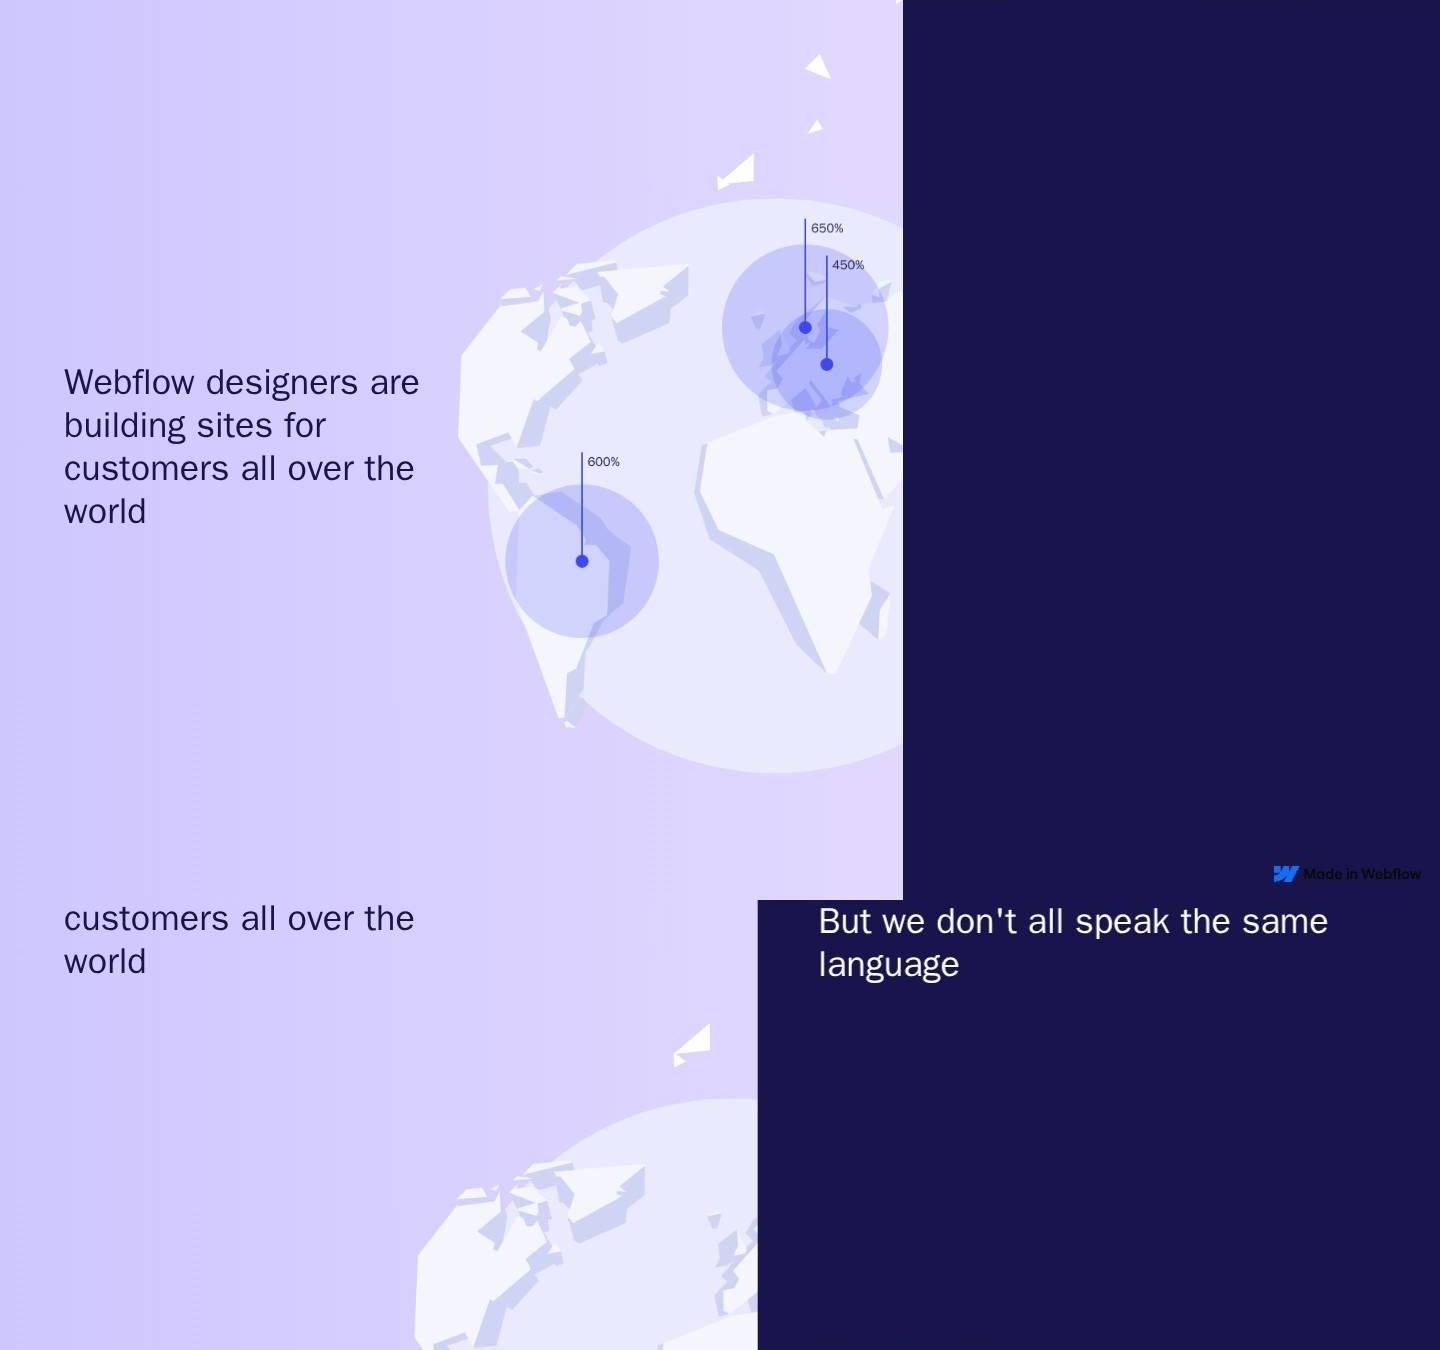 650%
450%
Webflow designers are
building sites for
customers all over the
world
600%
Made in Webflow
customers all over the
world
But we don't all speak the same
language